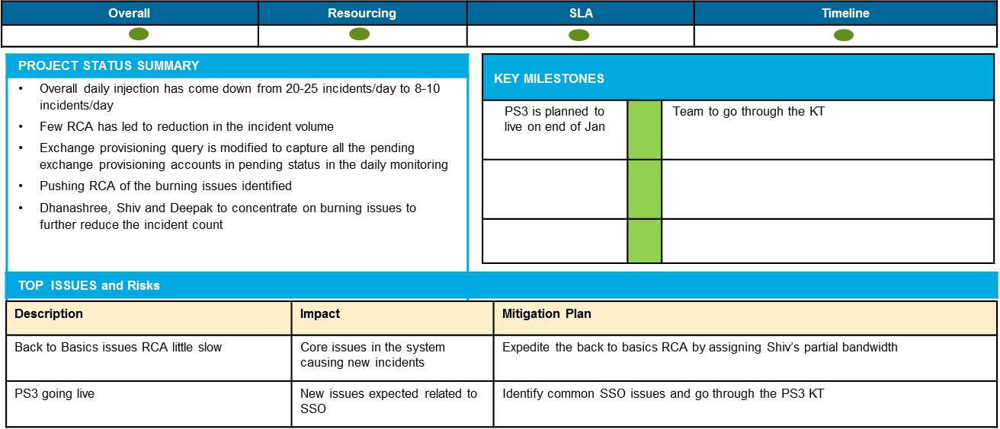 Overall Resourcing SLA Timeline
PROJECT STATUS SUMMARY
• Overall daily injection has come down from 20-25 incidents/day to 8-10
incidents/day
• Few RCA has led to reduction in the incident volume
• Exchange provisioning query is modified to capture all the pending
exchange provisioning accounts in pending status in the daily monitoring
• Pushing RCA of the burning issues identified
• Dhanashree, Shiv and Deepak to concentrate on burning issues to
further reduce the incident count
KEY MILESTONES
PS3 is planned to
live on end of Jan
Team to go through the KT
TOP ISSUES and Risks
Description Impact Mitigation Plan
Back to Basics issues RCA little slow
Core issues in the system
causing new incidents
Expedite the back to basics RCA by assigning Shiv's partial bandwidth
PS3 going live
New issues expected related to
SSO
Identify common SSO issues and go through the PS3 KT